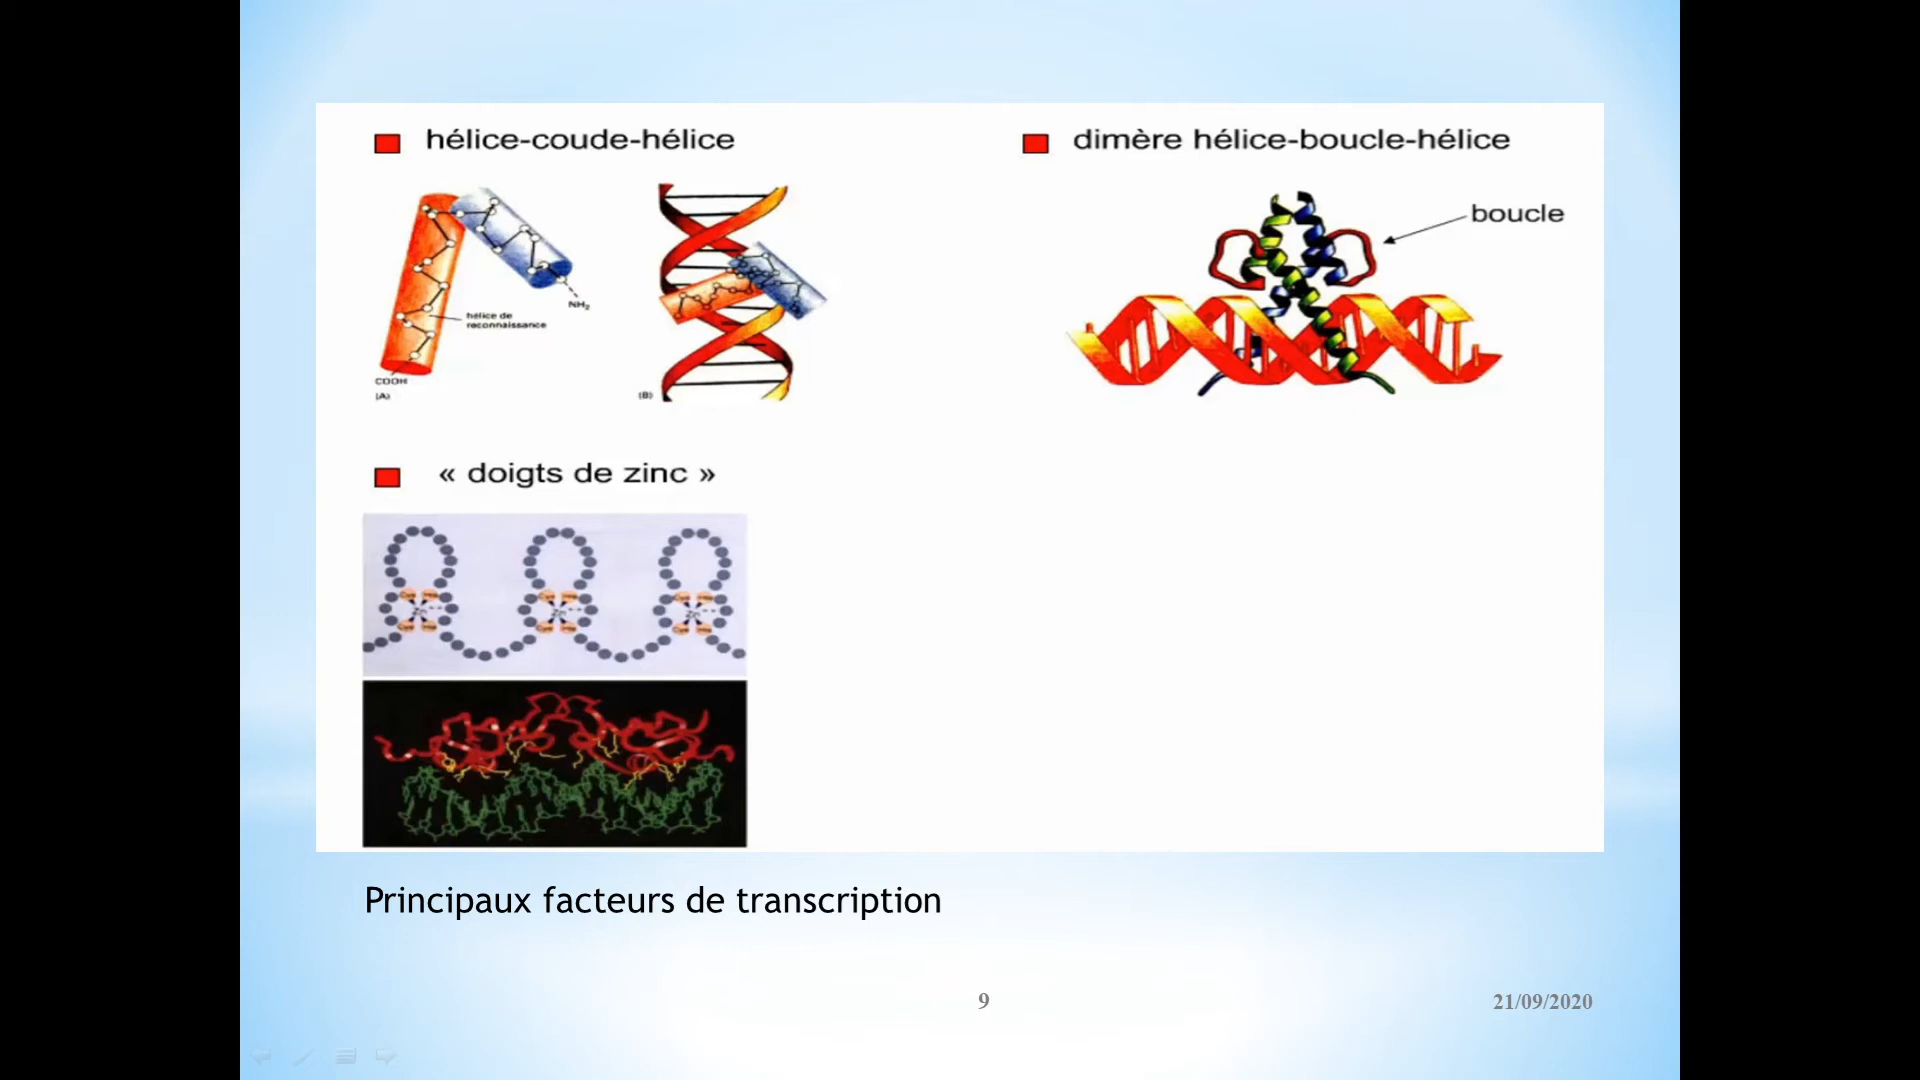 hélice-coude-hélice
dimère hélice-boucle-hélice
boucle
NH₂
hélice de
reconnaissance
COOH
(A)
(B)
« doigts de zinc »
Principaux facteurs de transcription
9
21/09/2020